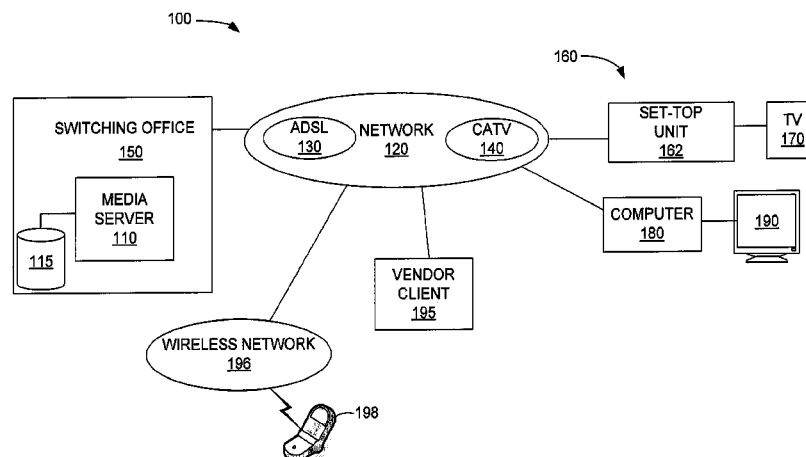 100
160
SWITCHING OFFICE
150
MEDIA
SERVER
110
115
ADSL
130
NETWORK
120
CATV
140
SET-TOP
UNIT
162
TV
170
COMPUTER
180
190
VENDOR
CLIENT
195
WIRELESS NETWORK
196
198